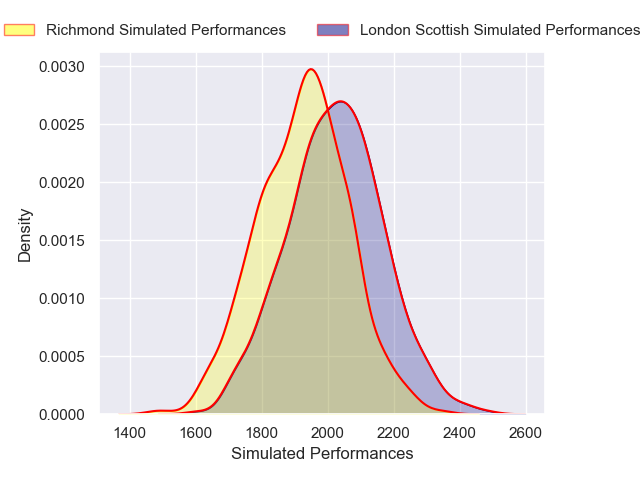 Richmond Simulated Performances London Scottish Simulated Performances
0.0030
0.0025
0.0020
0.0015
0.0010
0.0005
0.0000
Density
1400 1600 1800 2000 2200 2400 2600
Simulated Performances